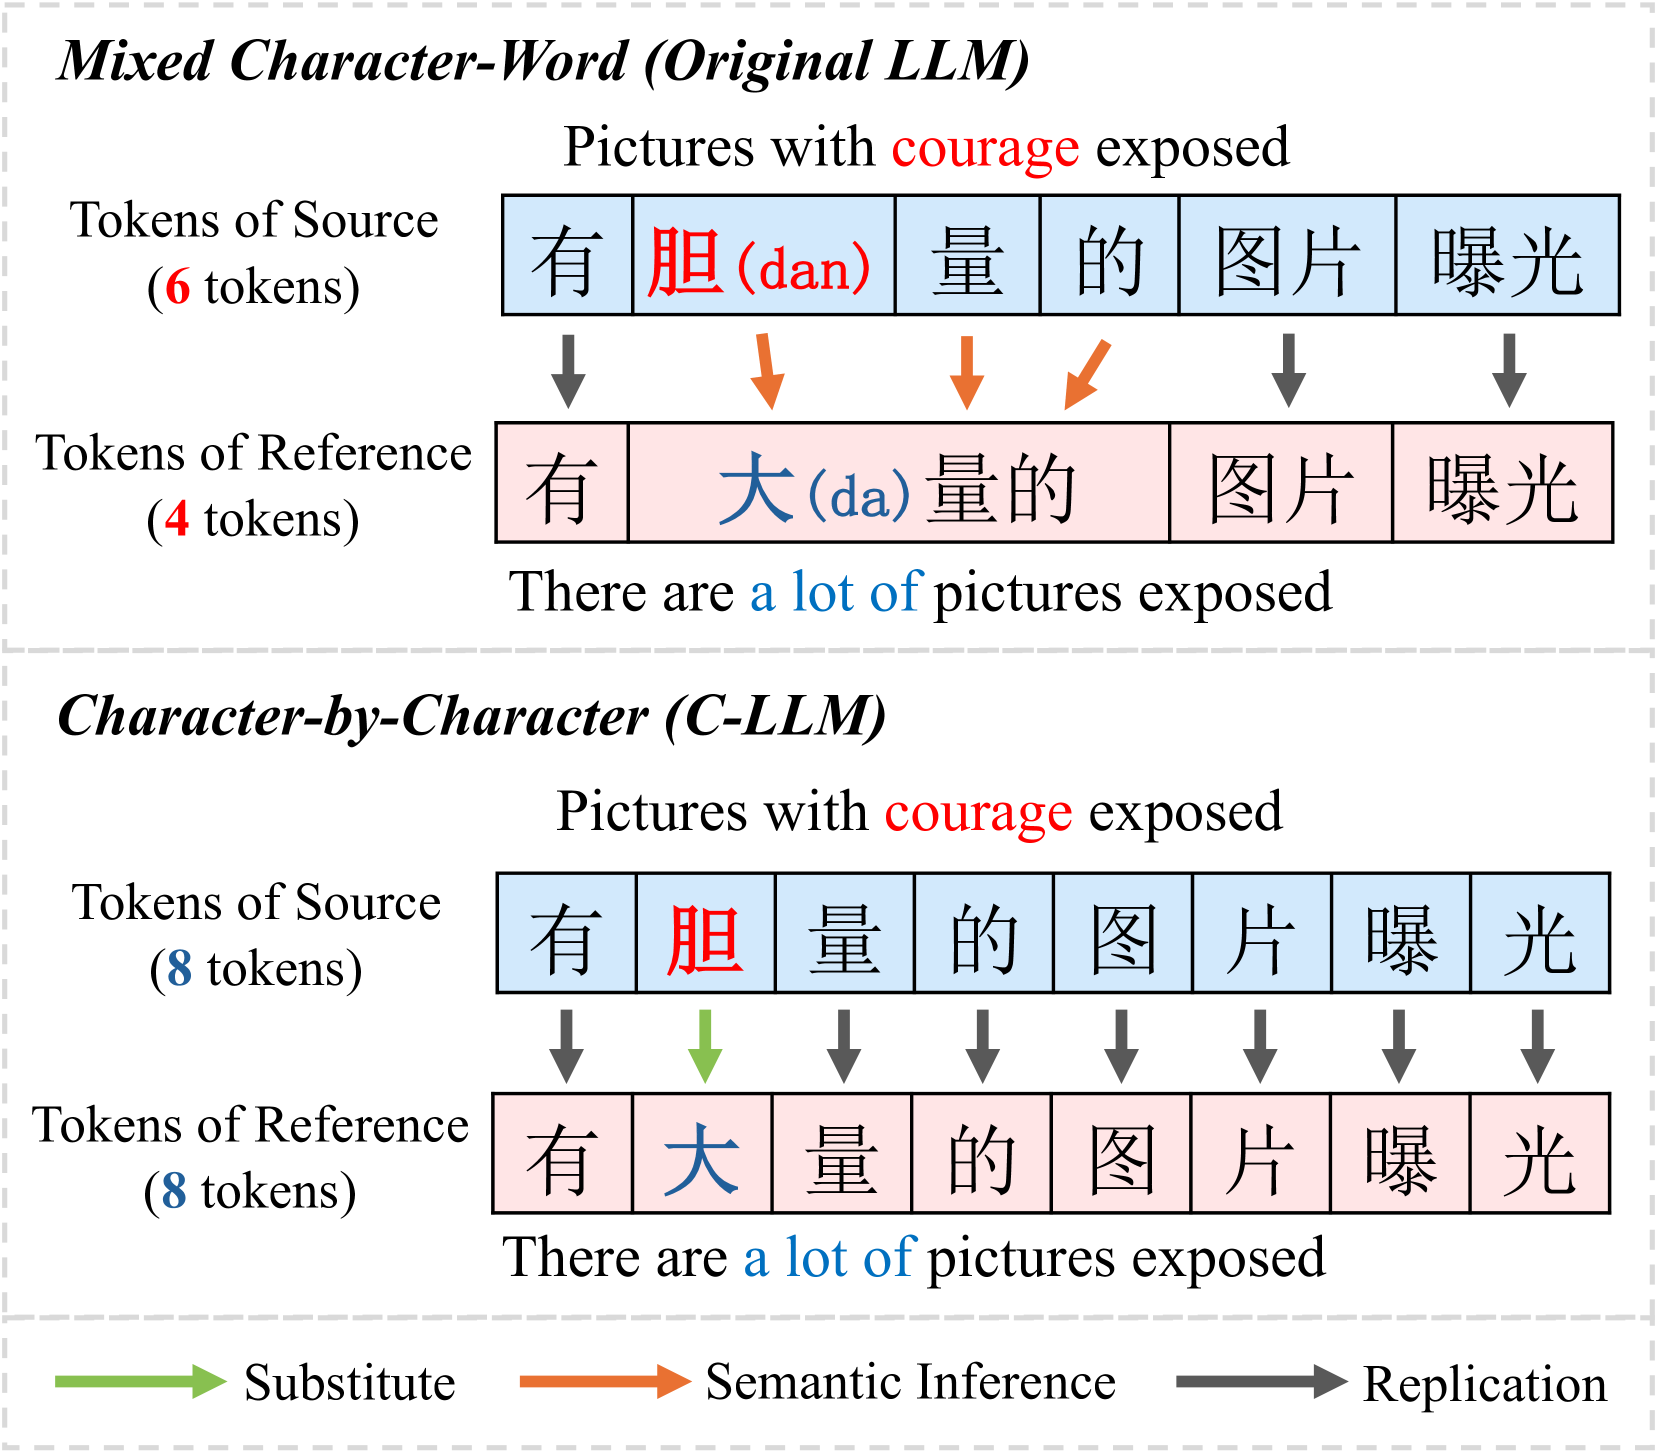 Mixed Character-Word (Original LLM)
Pictures with courage exposed
Tokens of Source
(6 tokens)
有 胆(dan) 量 的 图片 曝光
Tokens of Reference
(4 tokens)
有 大(da)量的 图片 曝光
There are a lot of pictures exposed
Character-by-Character (C-LLM)
Pictures with courage exposed
Tokens of Source
(8 tokens)
有 胆 量 的 图 片 曝 光
Tokens of Reference
(8 tokens)
有 大 量 的 图 片 曝 光
There are a lot of pictures exposed
Substitute Semantic Inference Replication